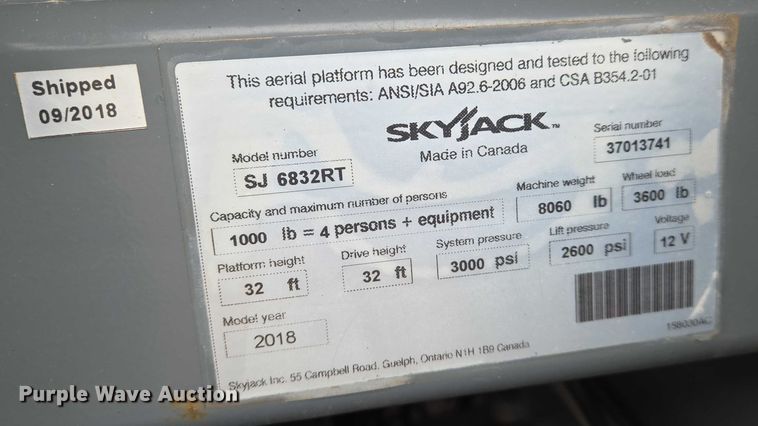 Shipped
09/2018
This aerial platform has been designed and tested to the following
requirements: ANSI/SIA A92.6-2006 and CSA B354.2-01
SKYJACK™
Made in Canada
Serial number
37013741
Model number
SJ 6832RT
Capacity and maximum number of persons
1000 lb = 4 persons + equipment
Machine weight
8060 lb
Wheel load
3600 lb
Platform height
32 ft
Drive height
32 ft
System pressure
3000 psi
Lift pressure
2600 psi
Voltage
12 V
Model year
2018
158030AC
Skyjack Inc. 55 Campbell Road, Guelph, Ontario N1H 1B9 Canada
Purple Wave Auction